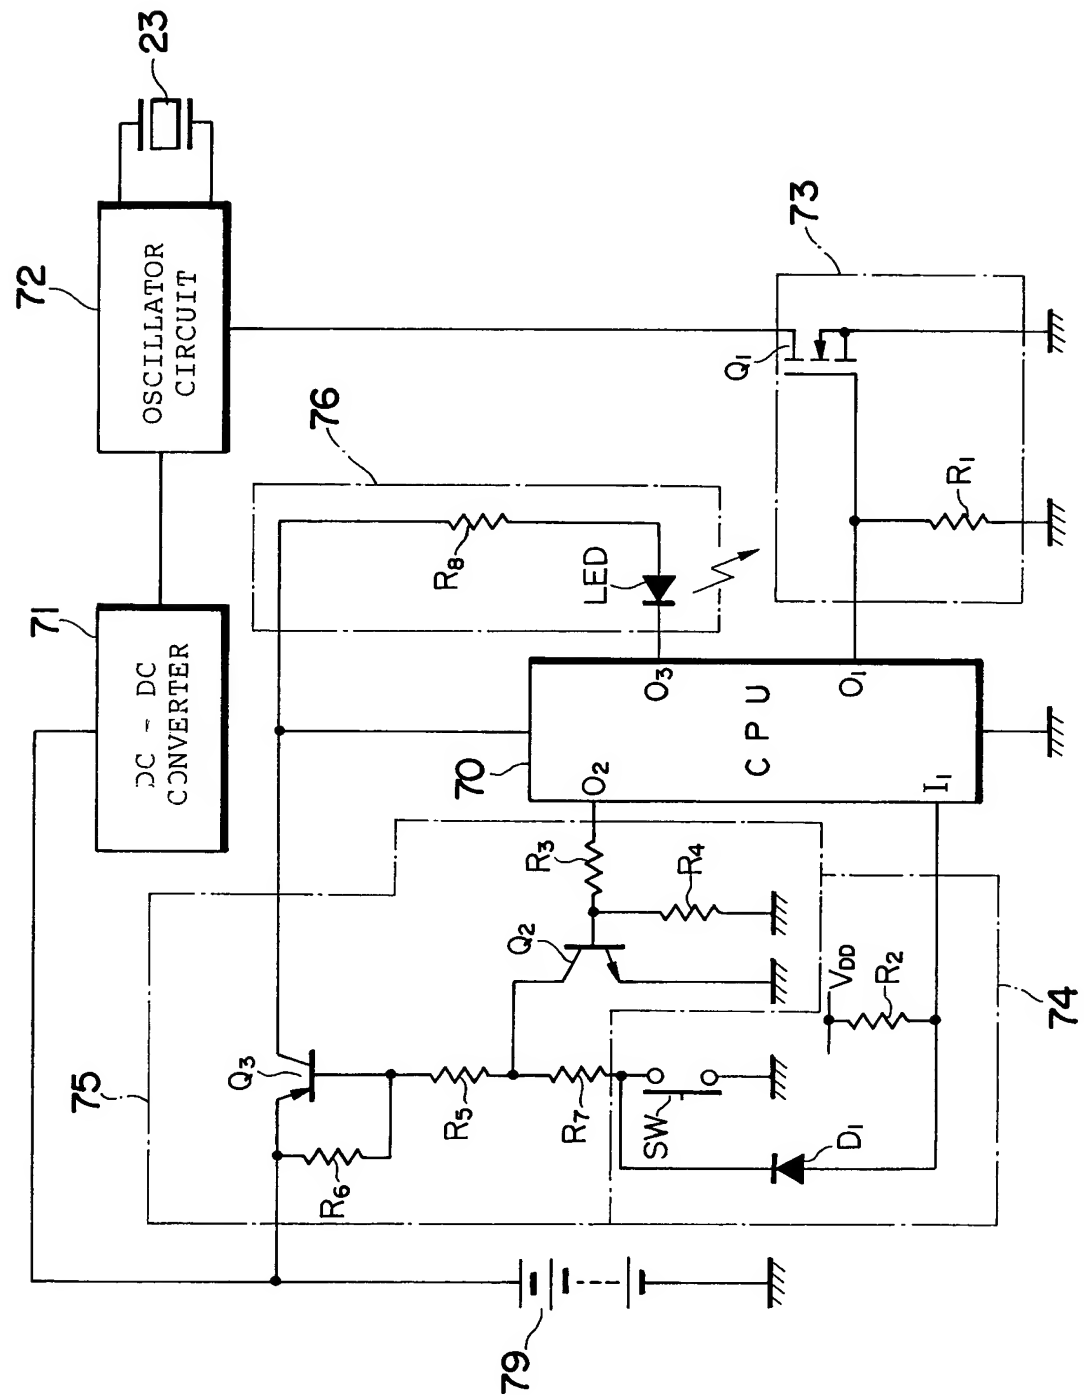 23
72
OSCILLATOR
CIRCUIT
71
DC - DC
CONVERTER
76
R8
LED
73
Q1
R1
70
O2
O3
C P U
O1
I1
75
Q3
R6
R5
R7
Q2
R3
R4
SW
D1
VDD
R2
74
79